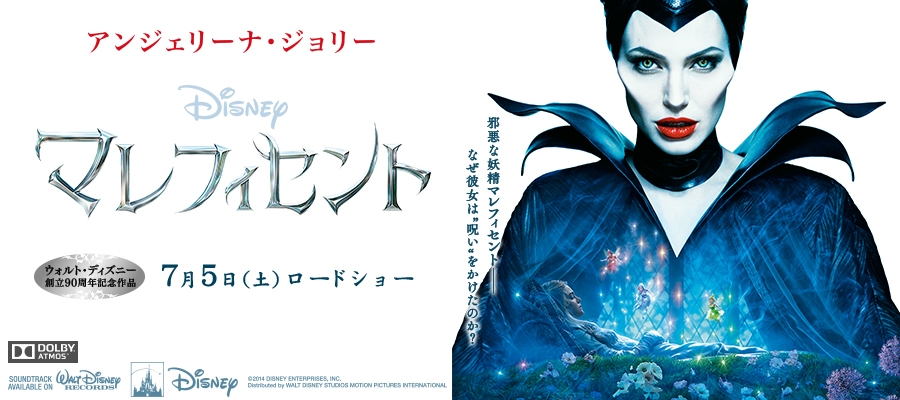 アンジェリーナ・ジョリー
DISNEY
マレフィセント
ウォルト・ディズニー
創立90周年記念作品
7月5日（土）ロードショー
邪悪な妖精マレフィセント──
なぜ彼女は“呪い”をかけたのか？
DOLBY
ATMOS™
SOUNDTRACK
AVAILABLE ON
WALT DISNEY
RECORDS
DISNEY
©2014 DISNEY ENTERPRISES, INC.
Distributed by WALT DISNEY STUDIOS MOTION PICTURES INTERNATIONAL